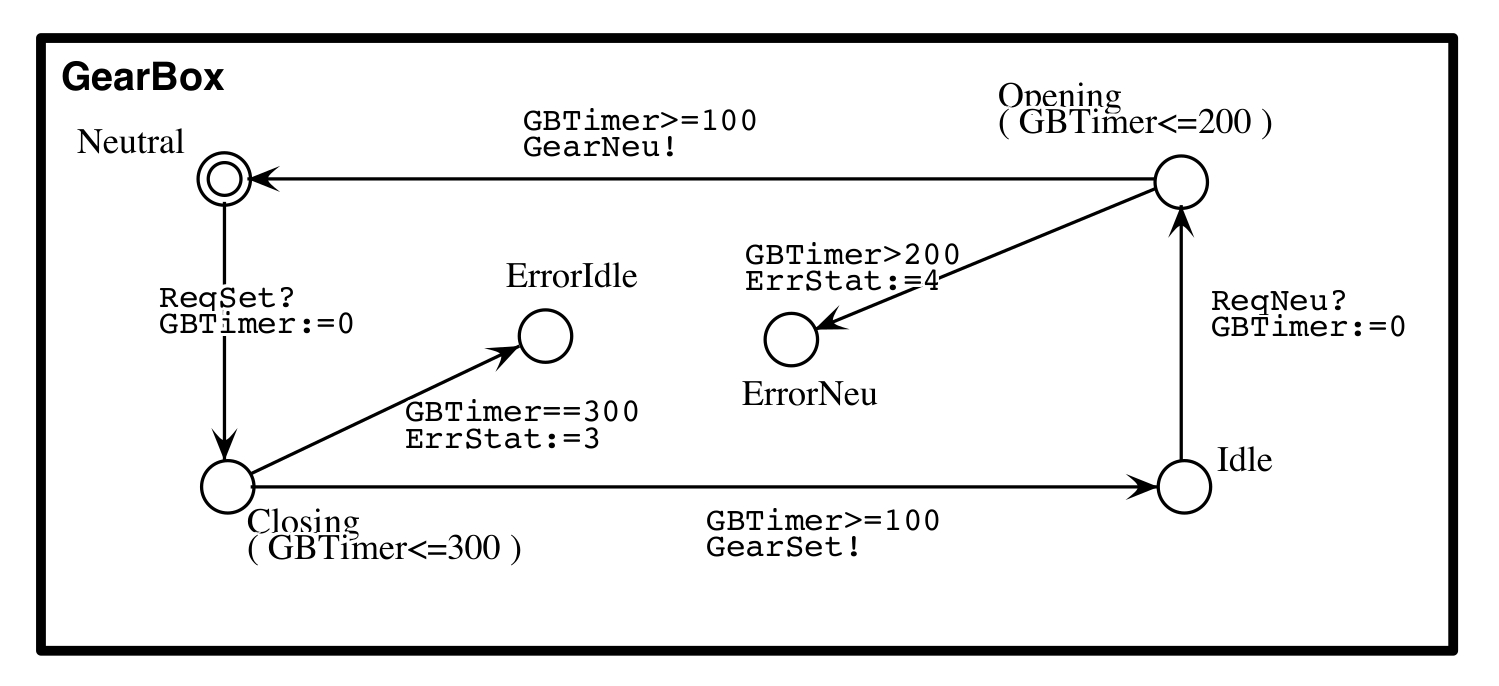 GearBox
Neutral
GBTimer>=100
GearNeu!
Opening
( GBTimer<=200 )
ReqSet?
GBTimer:=0
ErrorIdle
GBTimer>200
ErrStat:=4
ReqNeu?
GBTimer:=0
ErrorNeu
GBTimer==300
ErrStat:=3
Idle
Closing
( GBTimer<=300 )
GBTimer>=100
GearSet!